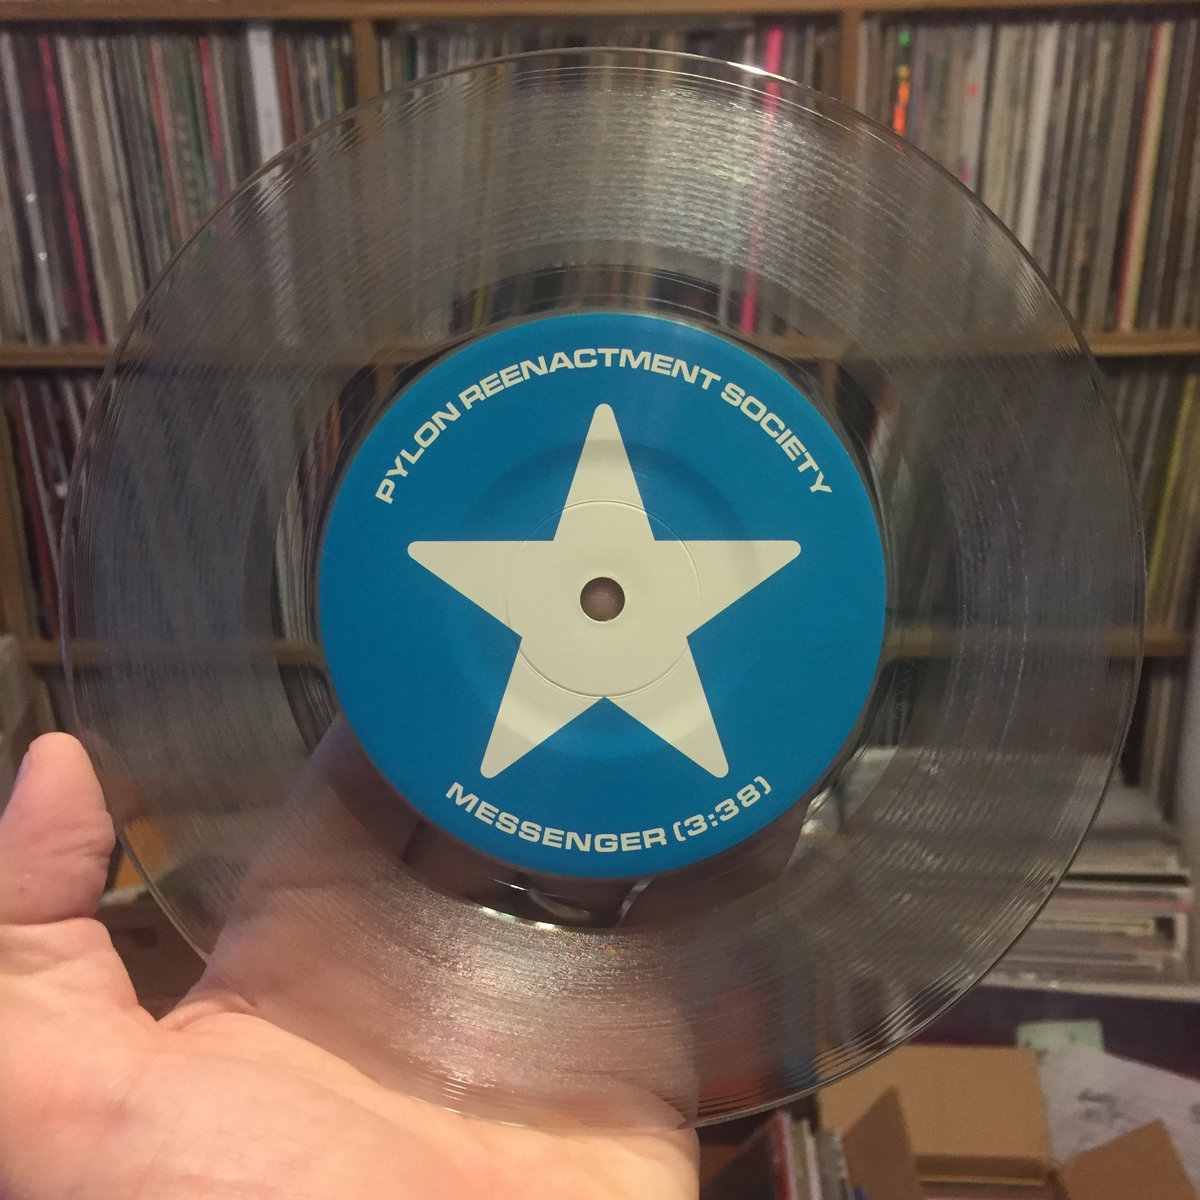 PYLON REENACTMENT SOCIETY
MESSENGER (3:38)